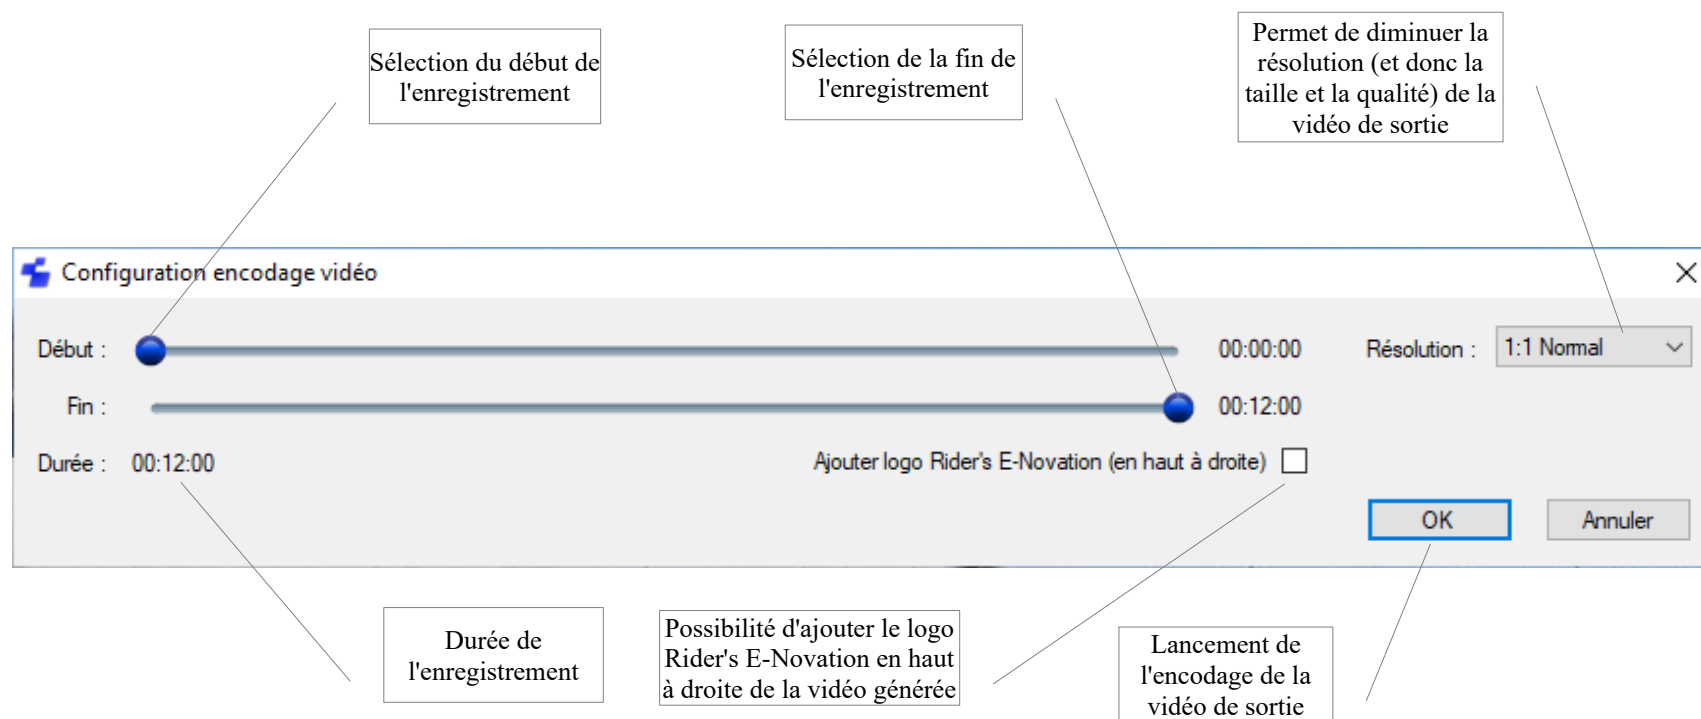 Sélection du début de
l'enregistrement
Sélection de la fin de
l'enregistrement
Permet de diminuer la
résolution (et donc la
taille et la qualité) de la
vidéo de sortie
Configuration encodage vidéo
Début :
00:00:00
Résolution :
1:1 Normal
Fin :
00:12:00
Durée :
00:12:00
Ajouter logo Rider's E-Novation (en haut à droite)
OK
Annuler
Durée de
l'enregistrement
Possibilité d'ajouter le logo
Rider's E-Novation en haut
à droite de la vidéo générée
Lancement de
l'encodage de la
vidéo de sortie